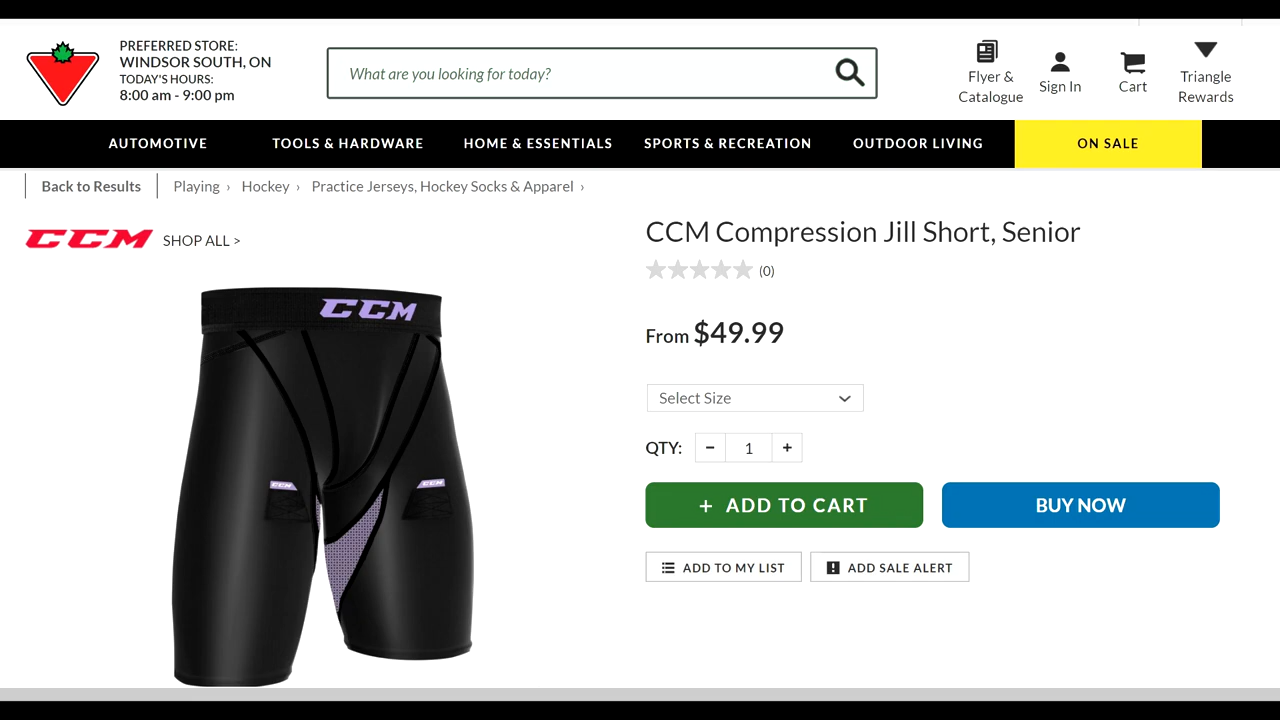 PREFERRED STORE:
WINDSOR SOUTH, ON
TODAY'S HOURS:
8:00 am - 9:00 pm
What are you looking for today?
Flyer &
Catalogue
Sign In
Cart
Triangle
Rewards
AUTOMOTIVE TOOLS & HARDWARE HOME & ESSENTIALS SPORTS & RECREATION OUTDOOR LIVING ON SALE
Back to Results Playing › Hockey › Practice Jerseys, Hockey Socks & Apparel ›
CCM SHOP ALL >
CCM
CCM
CCM
CCM Compression Jill Short, Senior
(0)
From $49.99
Select Size
QTY: - 1 +
+ ADD TO CART
BUY NOW
ADD TO MY LIST
ADD SALE ALERT